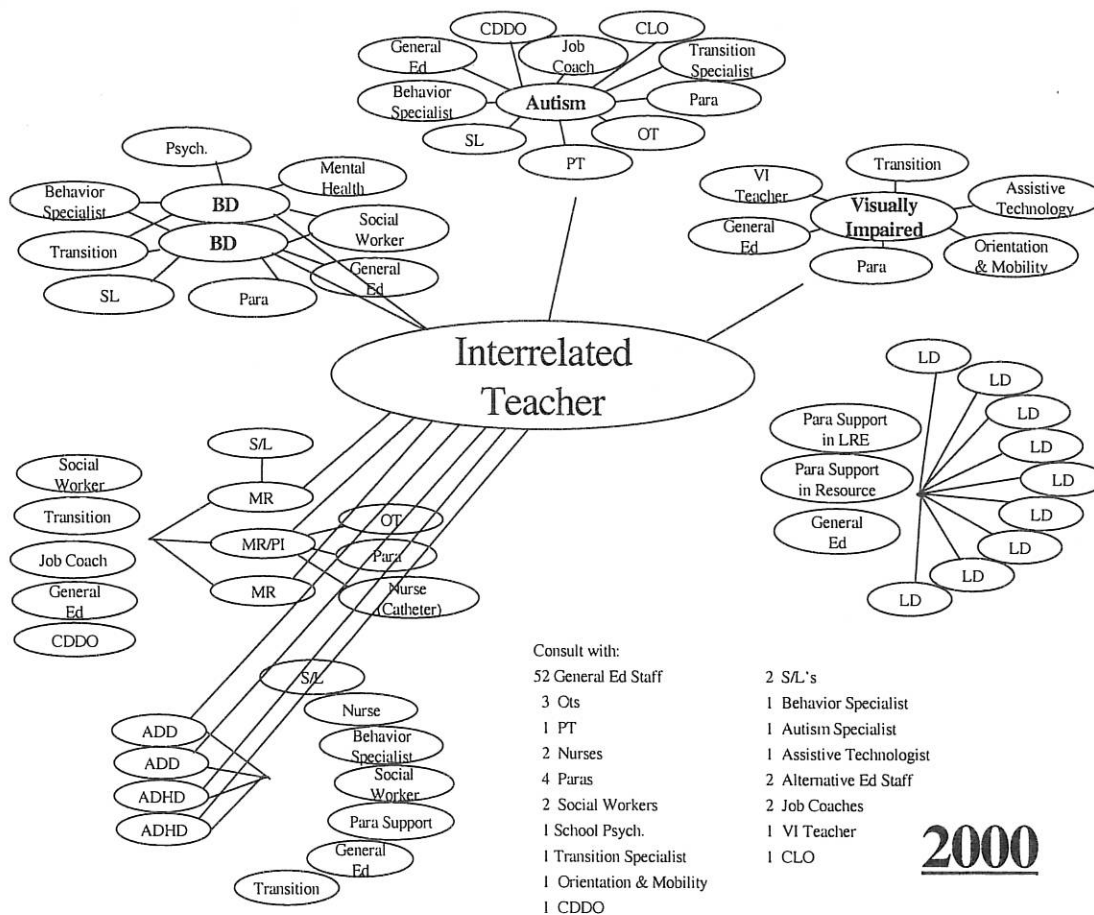 CDDO
CLO
General
Ed
Job
Coach
Transition
Specialist
Behavior
Specialist
Autism
Para
SL
OT
PT
Psych.
Mental
Health
Behavior
Specialist
BD
Social
Worker
Transition
BD
General
Ed
SL
Para
VI
Teacher
Transition
Assistive
Technology
Visually
Impaired
General
Ed
Para
Orientation
& Mobility
Interrelated
Teacher
LD
LD
LD
LD
LD
LD
LD
LD
LD
Para Support
in LRE
Para Support
in Resource
General
Ed
S/L
Social
Worker
MR
Transition
OT
MR/PI
Job Coach
Para
MR
General
Ed
Nurse
(Catheter)
CDDO
S/L
Nurse
ADD
Behavior
Specialist
ADD
Social
Worker
ADHD
Para Support
ADHD
General
Ed
Transition
Consult with:
52 General Ed Staff
3 Ots
1 PT
2 Nurses
4 Paras
2 Social Workers
1 School Psych.
1 Transition Specialist
1 Orientation & Mobility
1 CDDO
2 S/L's
1 Behavior Specialist
1 Autism Specialist
1 Assistive Technologist
2 Alternative Ed Staff
2 Job Coaches
1 VI Teacher
1 CLO
2000